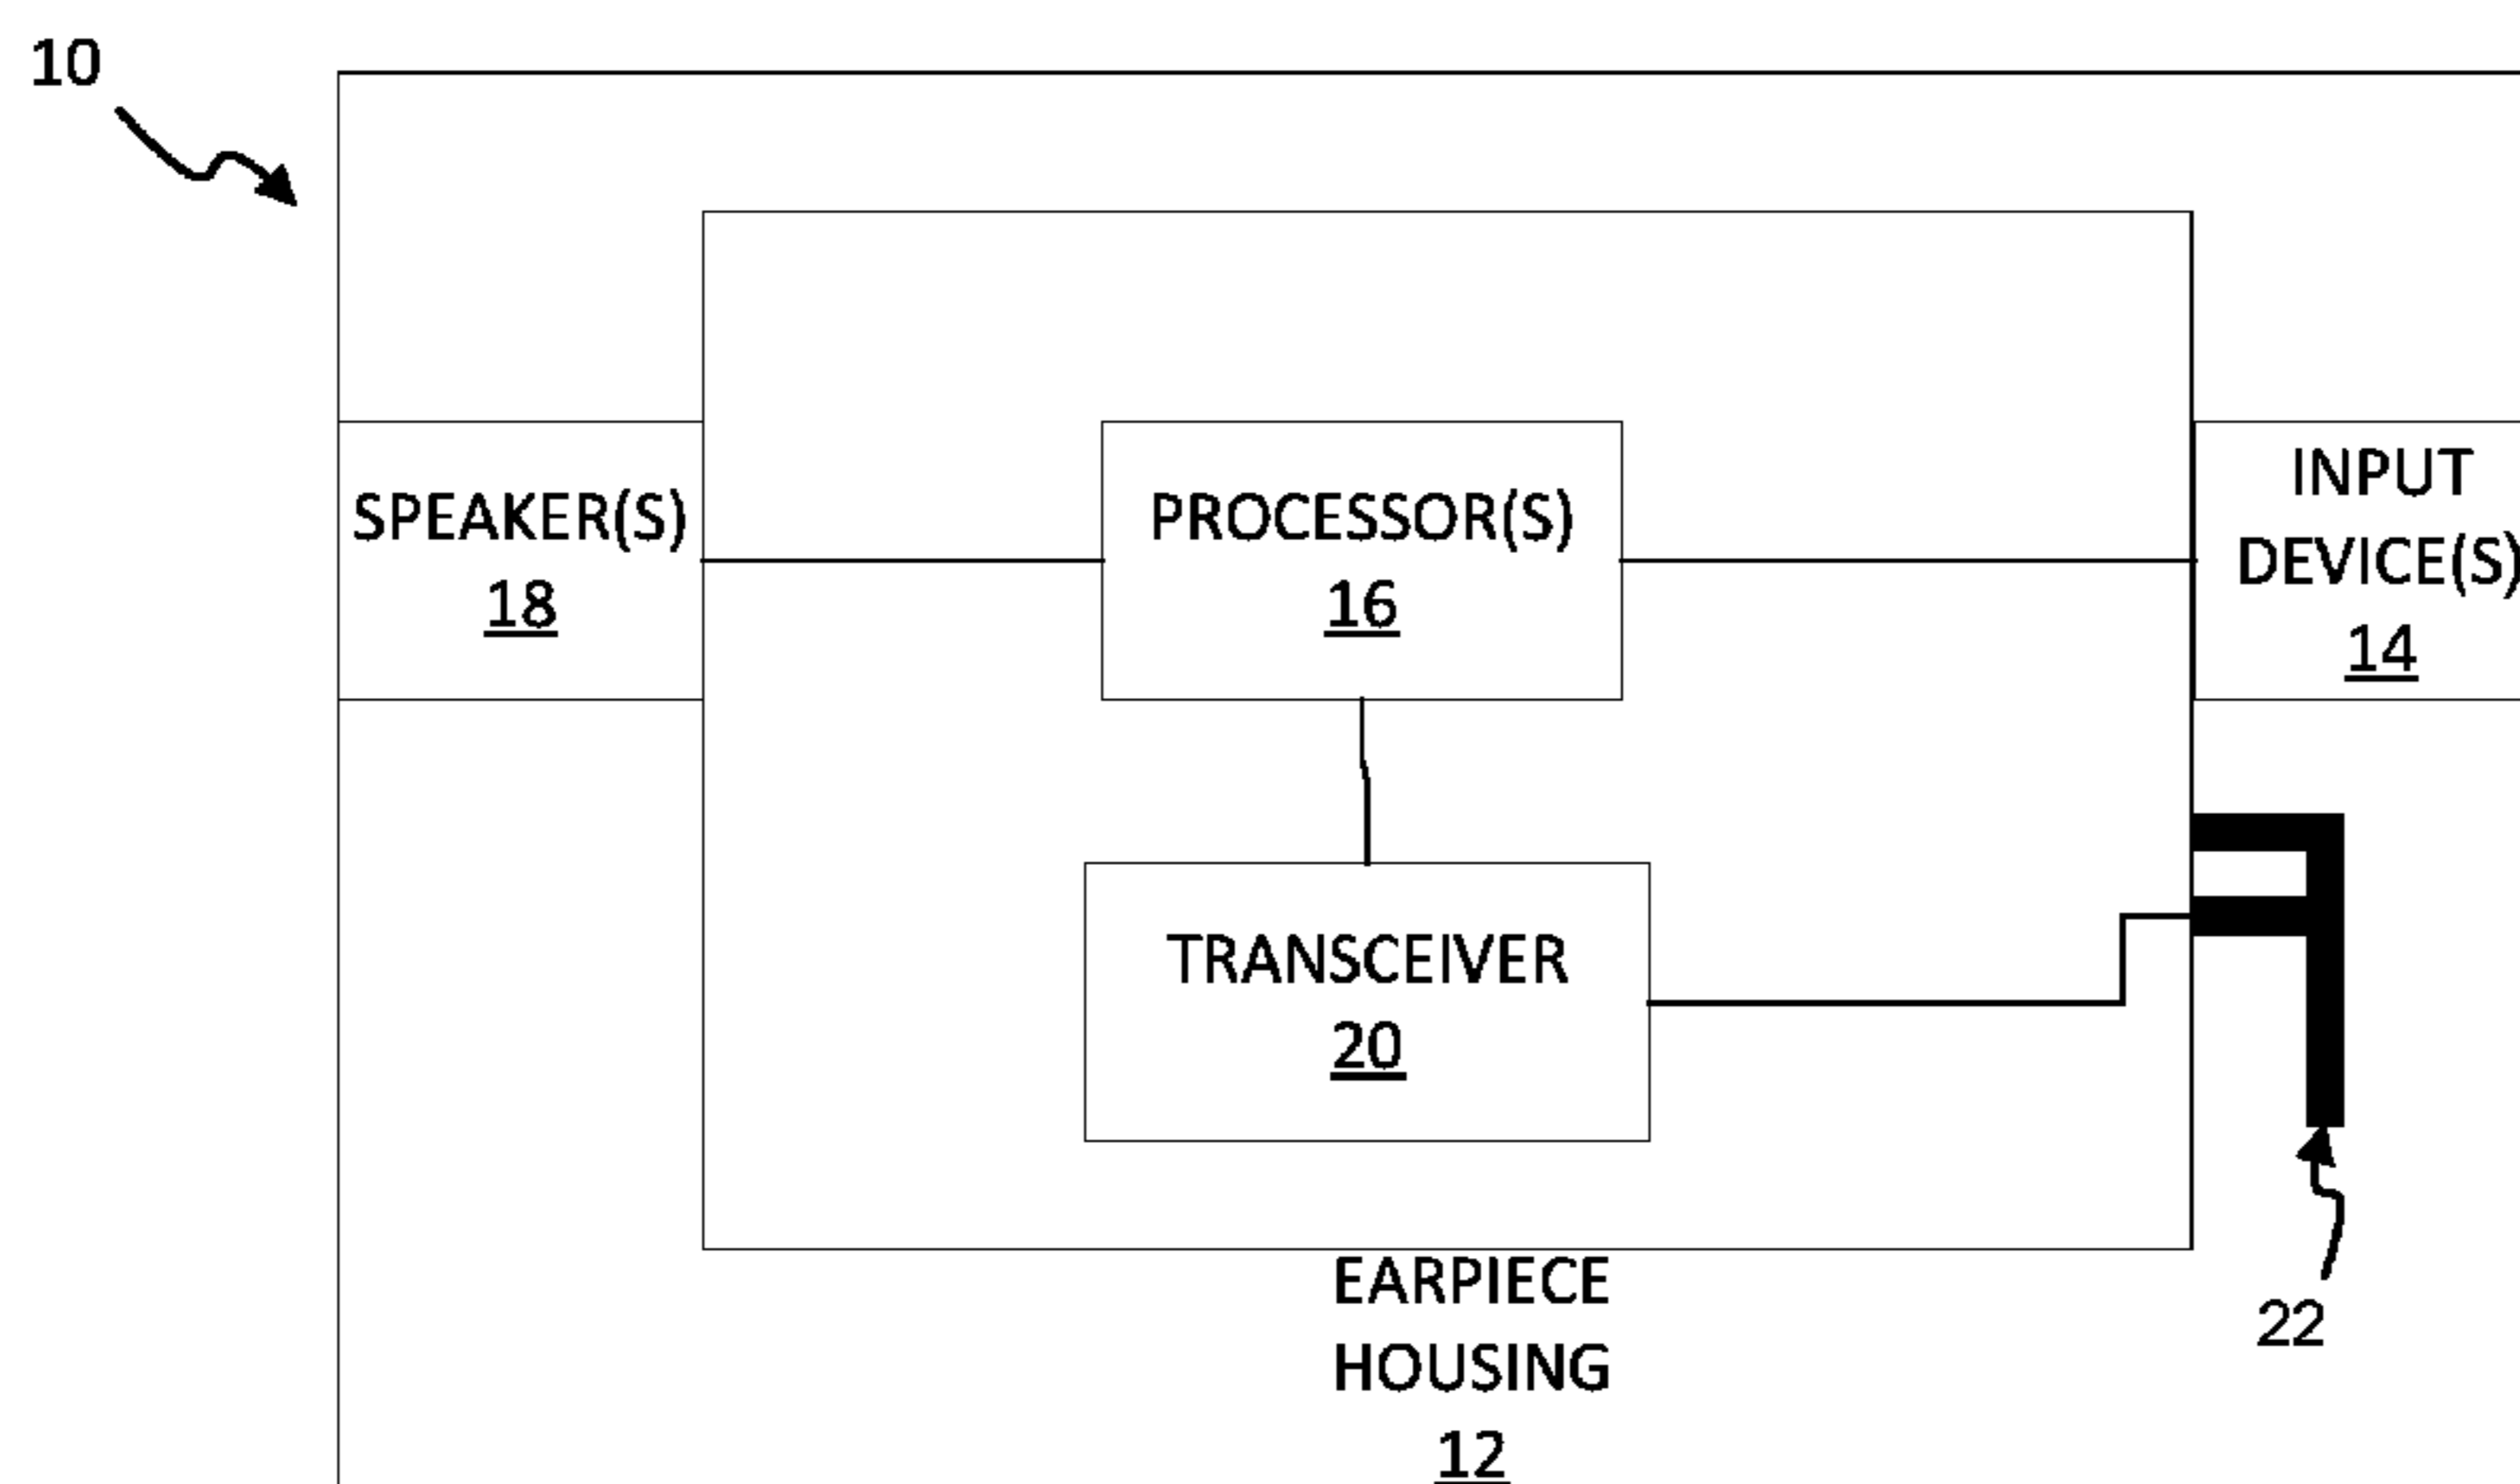 10
SPEAKER(S)
18
PROCESSOR(S)
16
INPUT
DEVICE(S)
14
TRANSCEIVER
20
22
EARPIECE
HOUSING
12